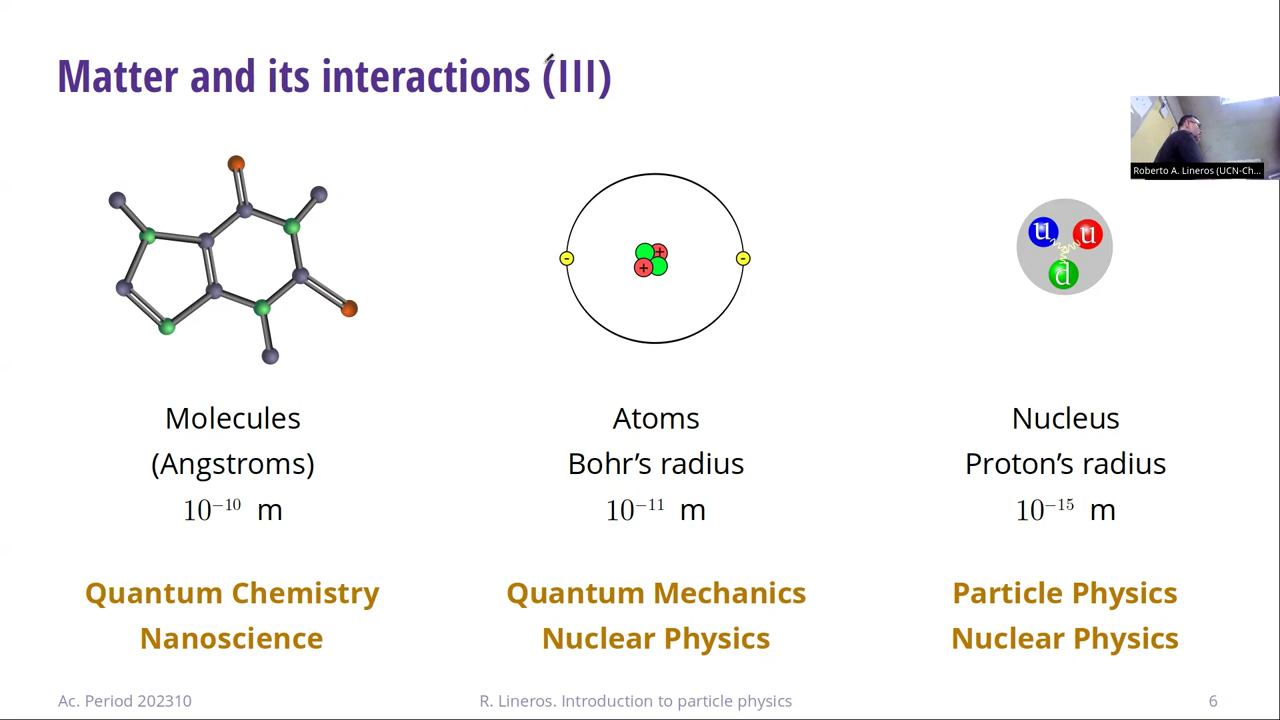 Matter and its interactions (III)
Roberto A. Lineros (UCN-Ch...
- + + -
u u
d
Molecules
(Angstroms)
10⁻¹⁰ m
Atoms
Bohr’s radius
10⁻¹¹ m
Nucleus
Proton’s radius
10⁻¹⁵ m
Quantum Chemistry
Nanoscience
Quantum Mechanics
Nuclear Physics
Particle Physics
Nuclear Physics
Ac. Period 202310
R. Lineros. Introduction to particle physics
6